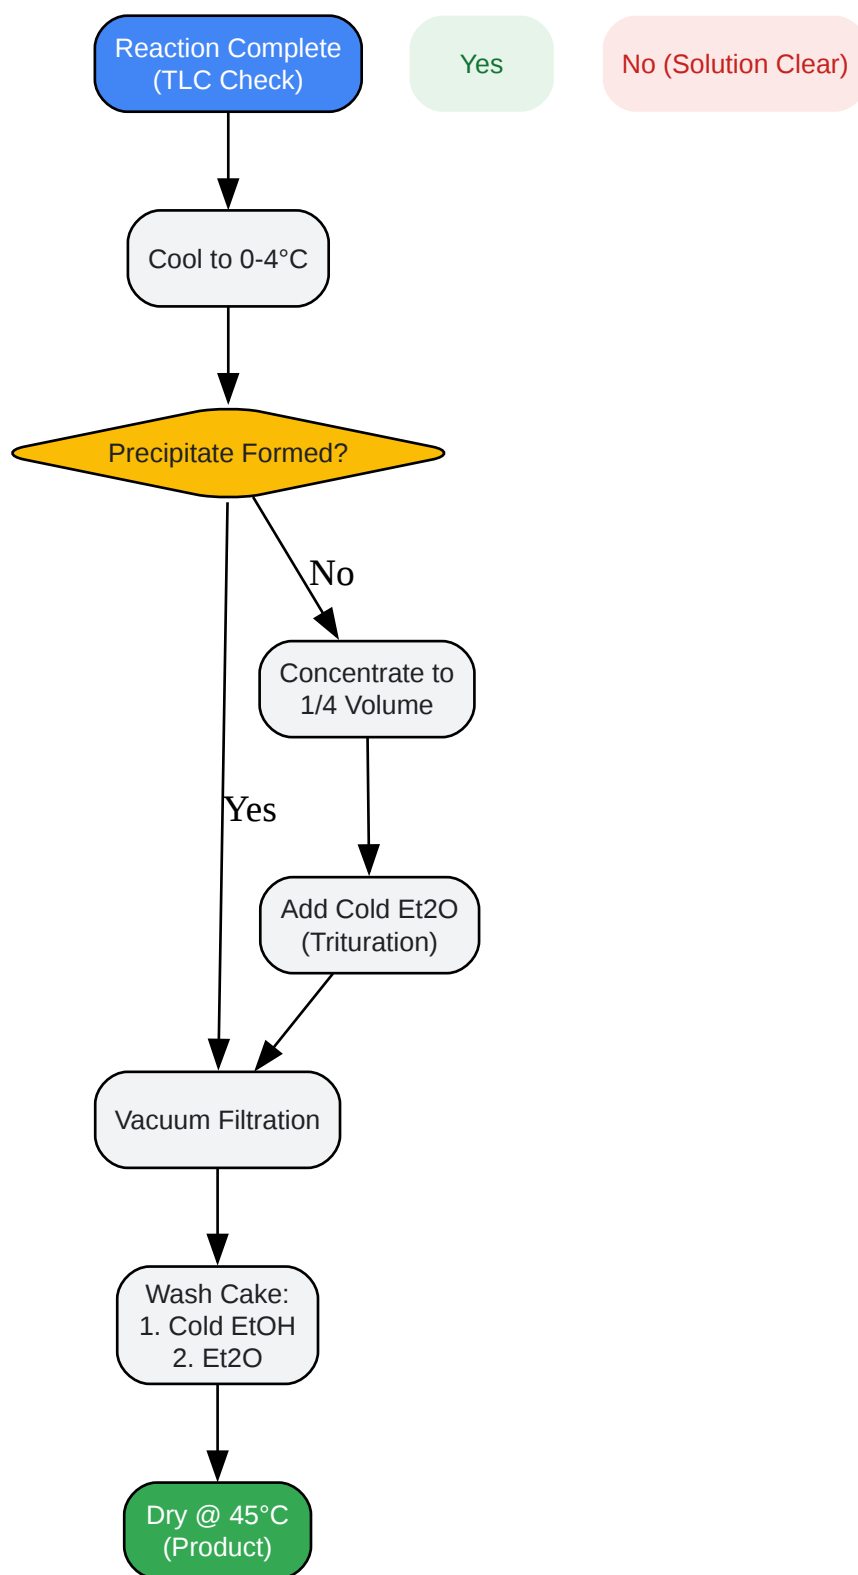 Reaction Complete
(TLC Check)
Yes
No (Solution Clear)
Cool to 0-4°C
Precipitate Formed?
No
Concentrate to
1/4 Volume
Yes
Add Cold Et2O
(Trituration)
Vacuum Filtration
Wash Cake:
1. Cold EtOH
2. Et2O
Dry @ 45°C
(Product)